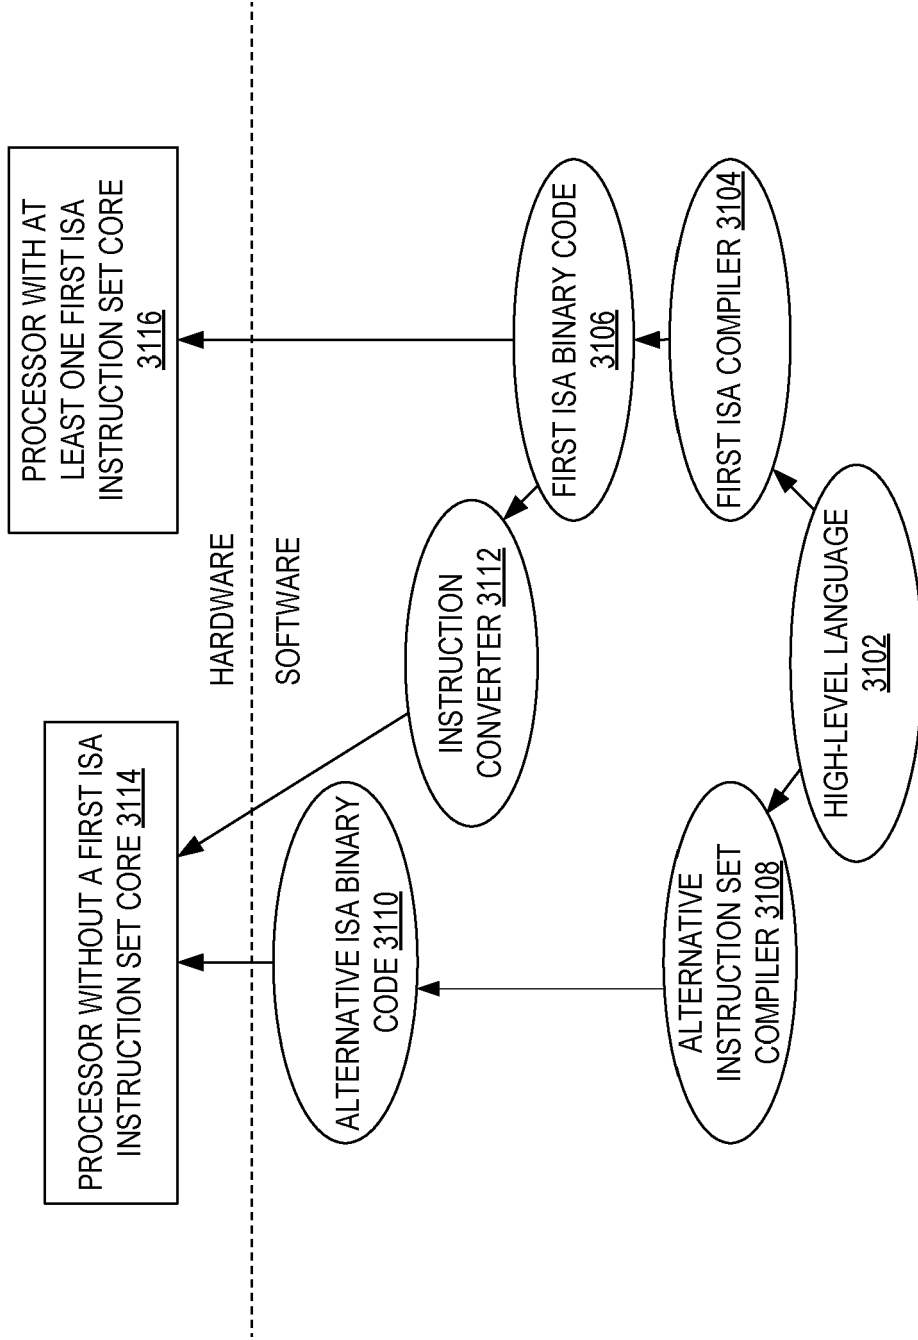 PROCESSOR WITHOUT A FIRST ISA
INSTRUCTION SET CORE 3114
PROCESSOR WITH AT
LEAST ONE FIRST ISA
INSTRUCTION SET CORE
3116
HARDWARE
SOFTWARE
ALTERNATIVE ISA BINARY
CODE 3110
INSTRUCTION
CONVERTER 3112
FIRST ISA BINARY CODE
3106
ALTERNATIVE
INSTRUCTION SET
COMPILER 3108
FIRST ISA COMPILER 3104
HIGH-LEVEL LANGUAGE
3102